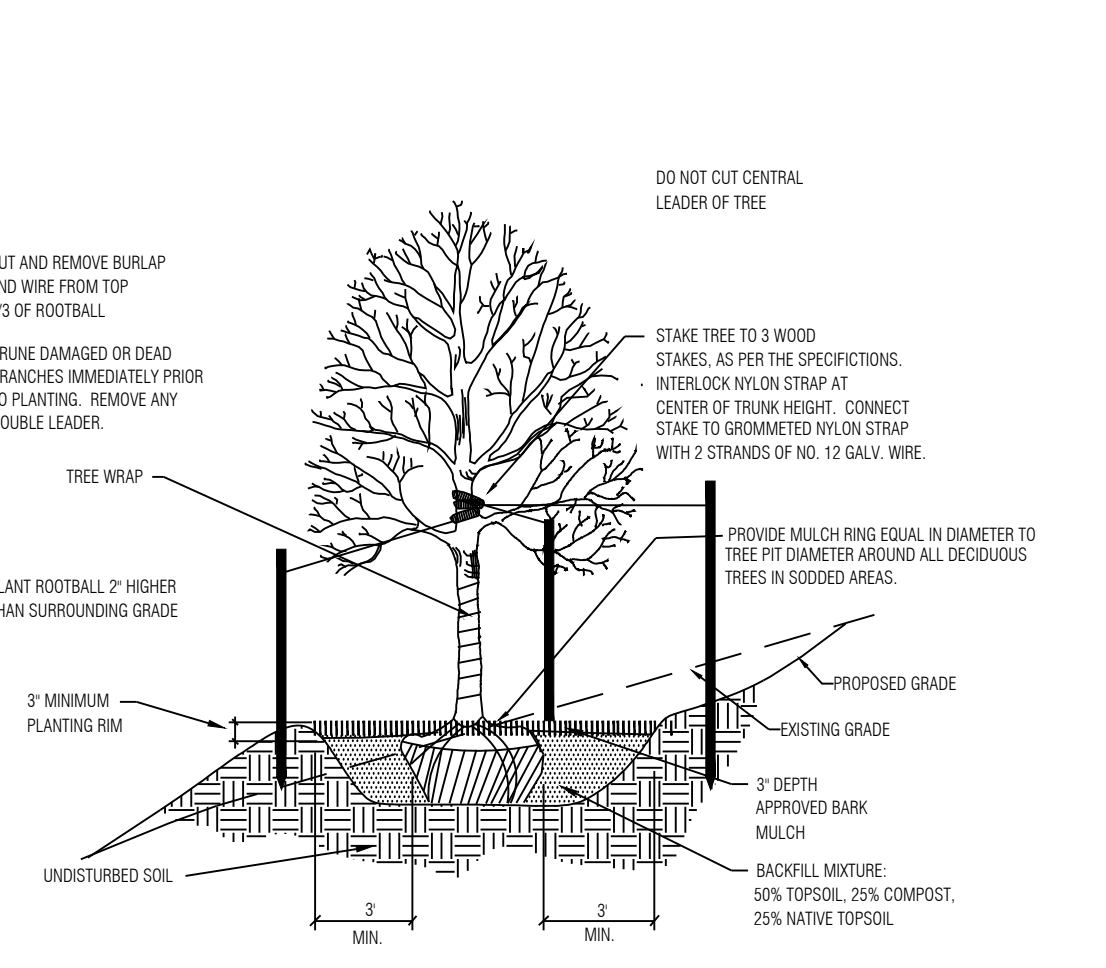 DO NOT CUT CENTRAL
LEADER OF TREE
UT AND REMOVE BURLAP
ND WIRE FROM TOP
/3 OF ROOTBALL
RUNE DAMAGED OR DEAD
RANCHES IMMEDIATELY PRIOR
O PLANTING. REMOVE ANY
OUBLE LEADER.
STAKE TREE TO 3 WOOD
STAKES, AS PER THE SPECIFICTIONS.
INTERLOCK NYLON STRAP AT
CENTER OF TRUNK HEIGHT. CONNECT
STAKE TO GROMMETED NYLON STRAP
WITH 2 STRANDS OF NO. 12 GALV. WIRE.
TREE WRAP
PROVIDE MULCH RING EQUAL IN DIAMETER TO
TREE PIT DIAMETER AROUND ALL DECIDUOUS
TREES IN SODDED AREAS.
LANT ROOTBALL 2" HIGHER
HAN SURROUNDING GRADE
3" MINIMUM
PLANTING RIM
PROPOSED GRADE
EXISTING GRADE
3" DEPTH
APPROVED BARK
MULCH
UNDISTURBED SOIL
BACKFILL MIXTURE:
50% TOPSOIL, 25% COMPOST,
25% NATIVE TOPSOIL
3'
MIN.
3'
MIN.